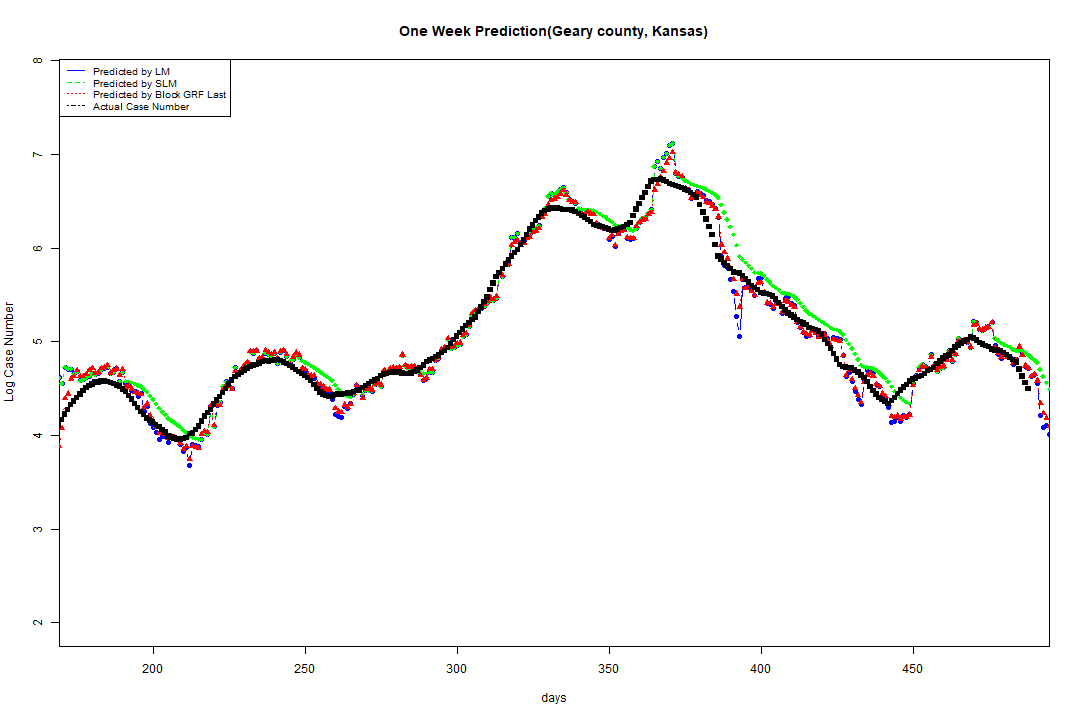 One Week Prediction(Geary county, Kansas)
Predicted by LM
Predicted by SLM
Predicted by Block GRF Last
Actual Case Number
8
7
6
5
4
3
2
Log Case Number
200 250 300 350 400 450
days